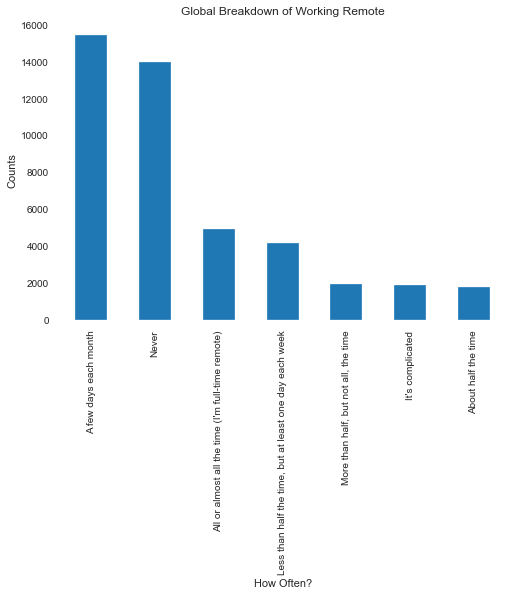 Global Breakdown of Working Remote
16000
14000
12000
10000
8000
6000
4000
2000
0
Counts
A few days each month
Never
All or almost all the time (I'm full-time remote)
Less than half the time, but at least one day each week
More than half, but not all, the time
It's complicated
About half the time
How Often?